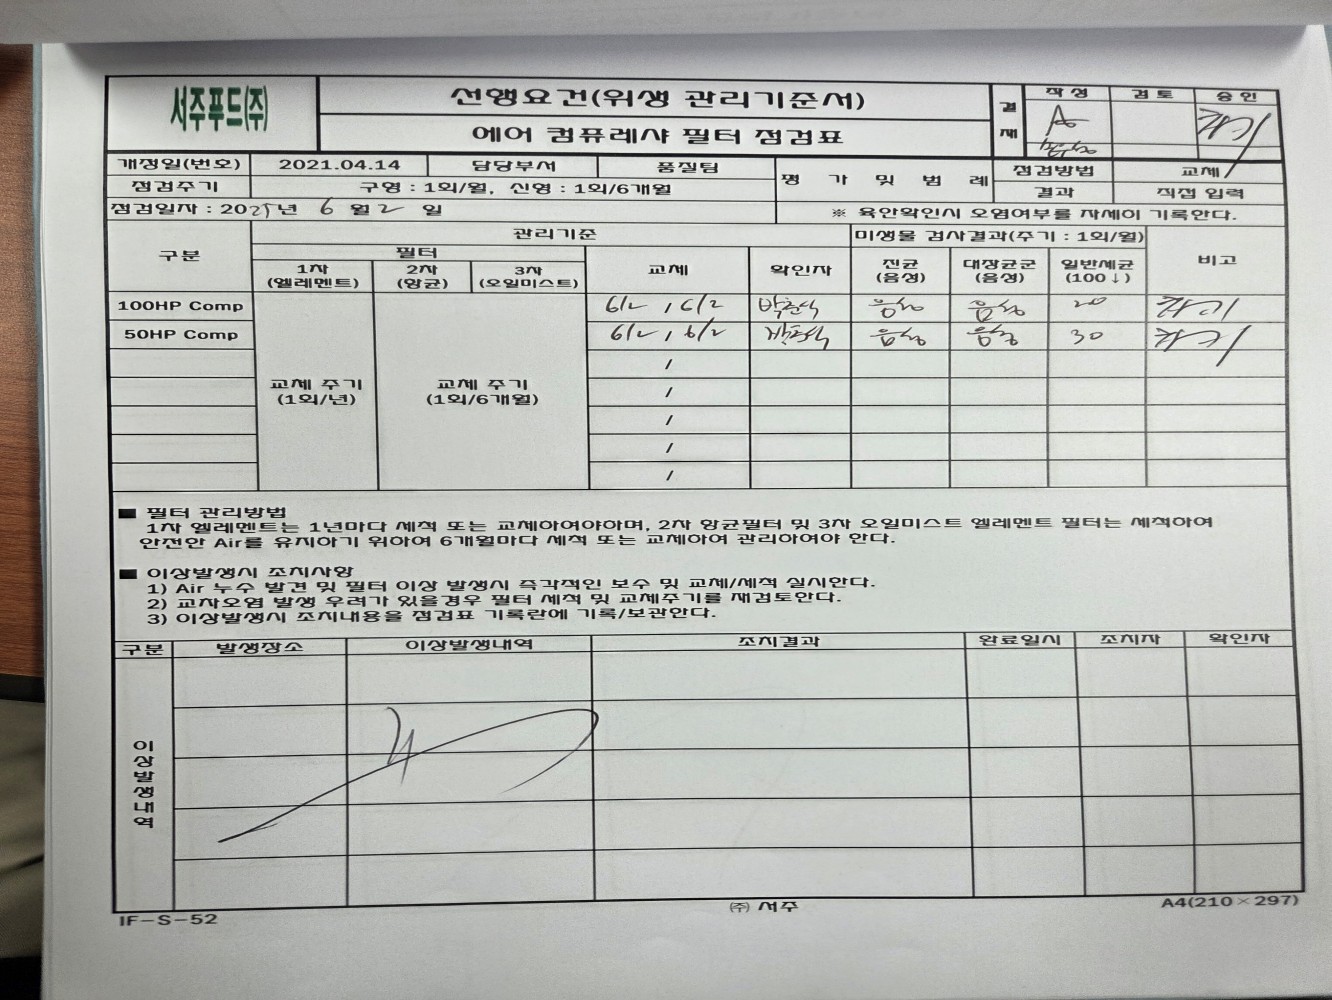 서주푸드(주)
선행요건(위생 관리기준서)
에어 컴퓨레샤 필터 점검표
결재 작성 검토 승인
개정일(번호) 2021.04.14 담당부서 품질팀
점검주기 구영 : 1회/월, 신영 : 1회/6개월
평 가 및 범 례 점검방법 교체
결과 직접 입력
점검일자 : 2025년 6월 2일
※ 육안확인시 오염여부를 자세히 기록한다.
구분 관리기준 미생물 검사결과(주기 : 1회/월) 비고
필터 교체 확인자
1차 (엘레멘트) 2차 (항균) 3차 (오일미스트)
진균 (음성) 대장균군 (음성) 일반세균 (100↓)
100HP Comp 6/2, 6/2 음성 음성 20
50HP Comp 6/2, 6/2 음성 음성 30
교체 주기 (1회/년) 교체 주기 (1회/6개월)
/
/
/
/
/
■ 필터 관리방법
1차 엘레멘트는 1년마다 세척 또는 교체하여야하며, 2차 항균필터 및 3차 오일미스트 엘레멘트 필터는 세척하여
안전한 Air를 유지하기 위하여 6개월마다 세척 또는 교체하여 관리하여야 한다.
■ 이상발생시 조치사항
1) Air 누수 발견 및 필터 이상 발생시 즉각적인 보수 및 교체/세척 실시한다.
2) 교차오염 발생 우려가 있을경우 필터 세척 및 교체주기를 재검토한다.
3) 이상발생시 조치내용을 점검표 기록란에 기록/보관한다.
구분 발생장소 이상발생내역 조치결과 완료일시 조치자 확인자
이상발생내역
IF-S-52 ㈜ 서주 A4(210×297)